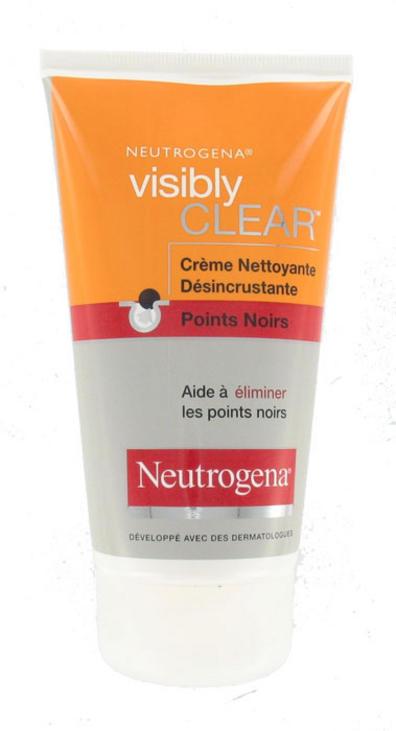 NEUTROGENA®
visibly
CLEAR™
Crème Nettoyante
Désincrustante
Points Noirs
Aide à éliminer
les points noirs
Neutrogena®
DÉVELOPPÉ AVEC DES DERMATOLOGUES